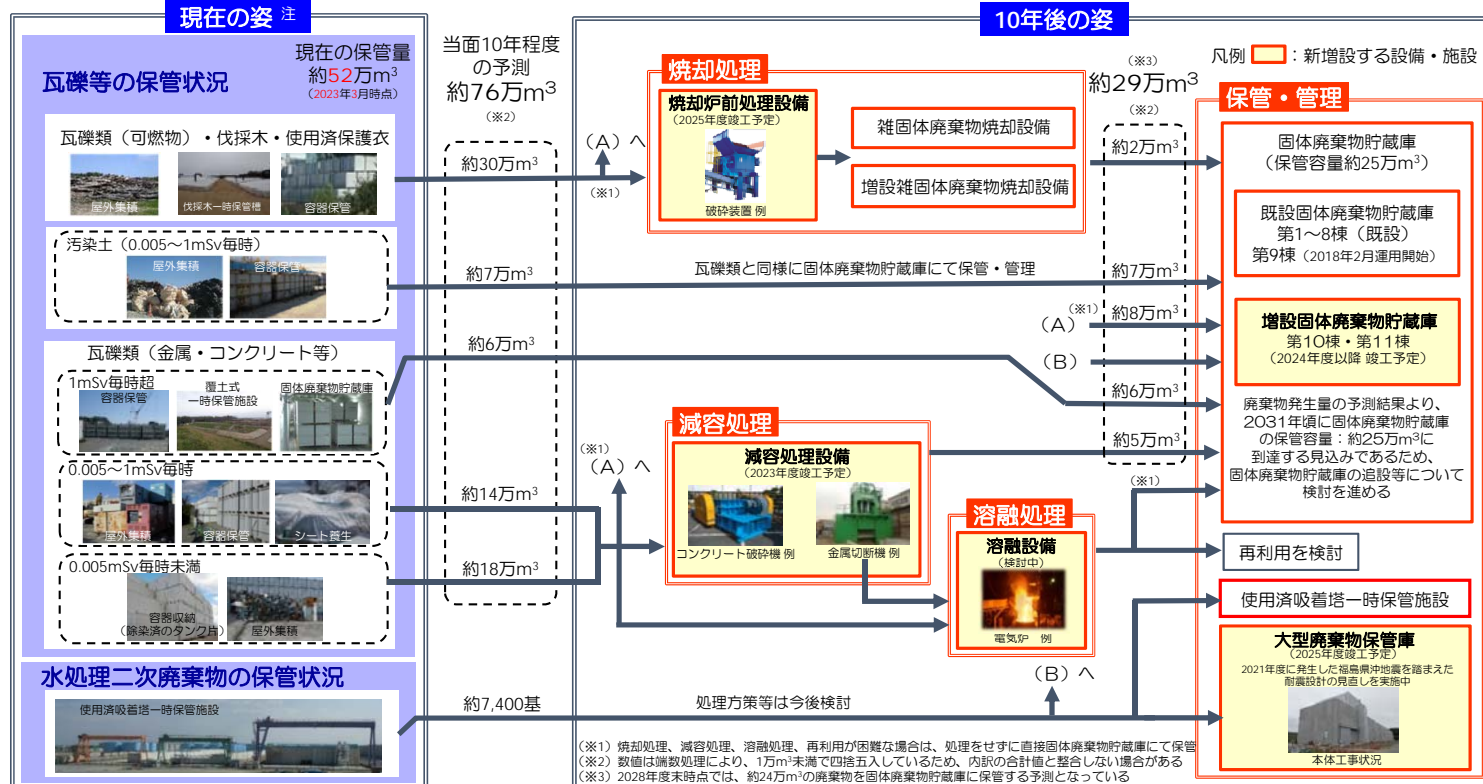 現在の姿 注
瓦礫等の保管状況
現在の保管量
約52万m³
(2023年3月時点)
瓦礫類（可燃物）・伐採木・使用済保護衣
屋外集積
伐採木一時保管槽
容器保管
汚染土（0.005～1mSv毎時）
屋外集積
容器保管
瓦礫類（金属・コンクリート等）
1mSv毎時超
容器保管
覆土式
一時保管施設
固体廃棄物貯蔵庫
0.005～1mSv毎時
屋外集積
容器保管
シート養生
0.005mSv毎時未満
容器収納
（除染済のタンク片）
屋外集積
水処理二次廃棄物の保管状況
使用済吸着塔一時保管施設
当面10年程度
の予測
約76万m³
(※2)
約30万m³
約7万m³
約6万m³
約14万m³
約18万m³
約7,400基
10年後の姿
凡例 ：新増設する設備・施設
(A) へ
(※1)
焼却処理
焼却炉前処理設備
(2025年度竣工予定)
破砕装置 例
雑固体廃棄物焼却設備
増設雑固体廃棄物焼却設備
瓦礫類と同様に固体廃棄物貯蔵庫にて保管・管理
(※1)
(A) へ
減容処理
減容処理設備
(2023年度竣工予定)
コンクリート破砕機 例
金属切断機 例
溶融処理
溶融設備
(検討中)
電気炉 例
処理方策等は今後検討
(B) へ
(※3)
約29万m³
(※2)
約2万m³
約7万m³
(A) (※1) 約8万m³
(B)
約6万m³
約5万m³
(※1)
保管・管理
固体廃棄物貯蔵庫
（保管容量約25万m³）
既設固体廃棄物貯蔵庫
第1～8棟（既設）
第9棟（2018年2月運用開始）
増設固体廃棄物貯蔵庫
第10棟・第11棟
(2024年度以降 竣工予定)
廃棄物発生量の予測結果より、
2031年頃に固体廃棄物貯蔵庫
の保管容量：約25万m³に
到達する見込みであるため、
固体廃棄物貯蔵庫の追設等について
検討を進める
再利用を検討
使用済吸着塔一時保管施設
大型廃棄物保管庫
(2025年度竣工予定)
2021年度に発生した福島県沖地震を踏まえた
耐震設計の見直しを実施中
本体工事状況
(※1) 焼却処理、減容処理、溶融処理、再利用が困難な場合は、処理をせずに直接固体廃棄物貯蔵庫にて保管
(※2) 数値は端数処理により、1万m³未満で四捨五入しているため、内訳の合計値と整合しない場合がある
(※3) 2028年度末時点では、約24万m³の廃棄物を固体廃棄物貯蔵庫に保管する予測となっている